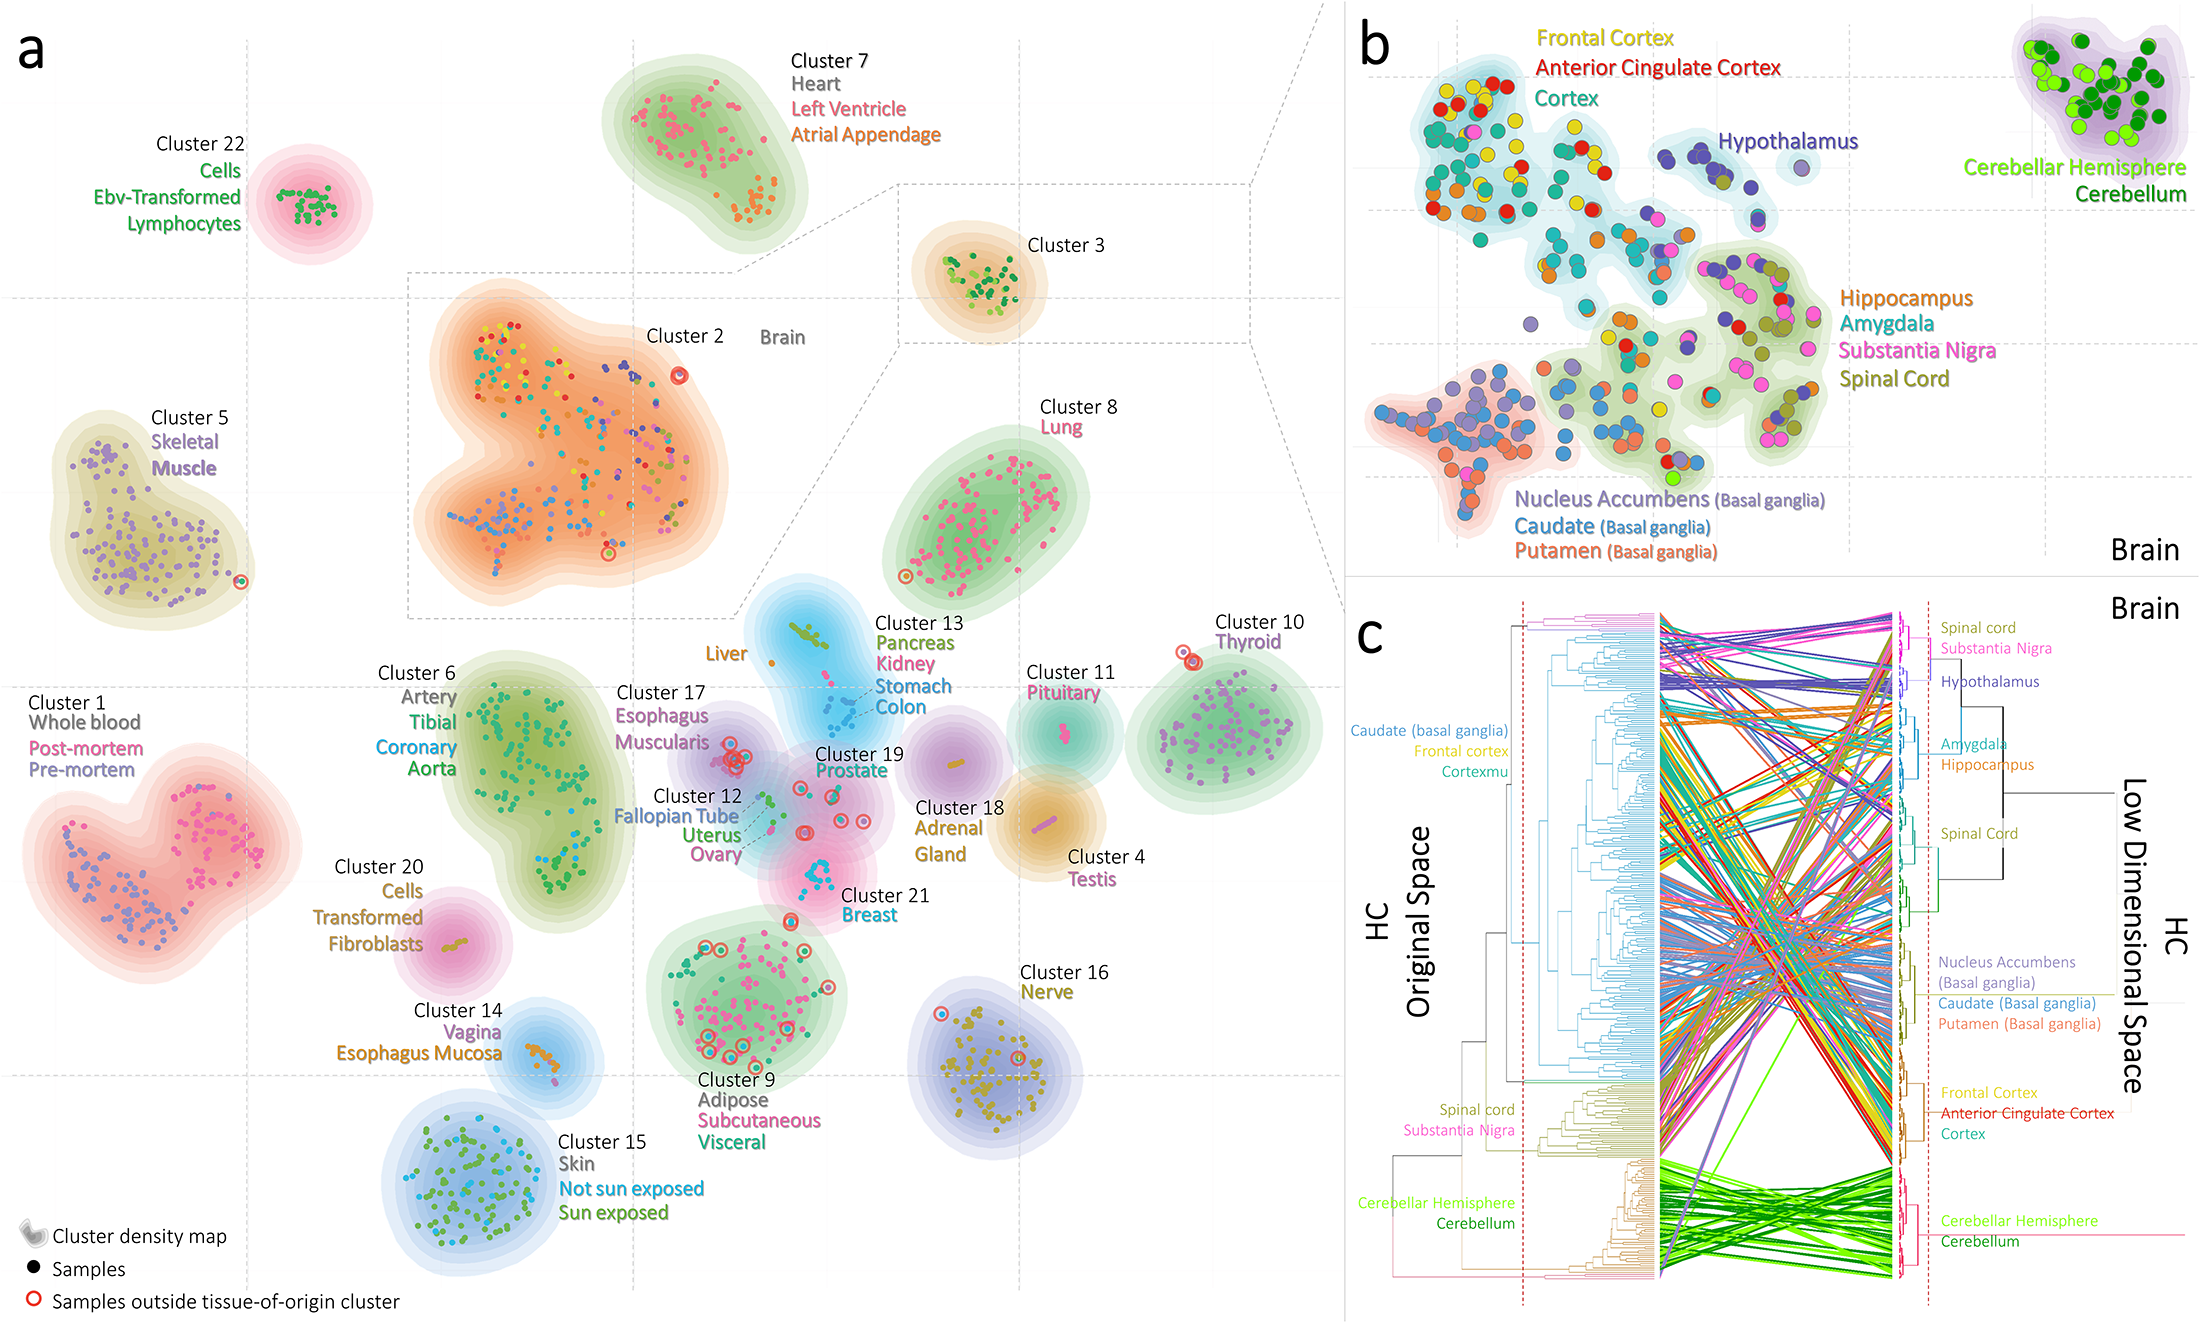 a
Cluster 7
Heart
Left Ventricle
Atrial Appendage
Cluster 22
Cells
Ebv-Transformed
Lymphocytes
Cluster 3
Cluster 2
Brain
Cluster 5
Skeletal
Muscle
Cluster 8
Lung
Cluster 13
Pancreas
Kidney
Stomach
Colon
Liver
Cluster 10
Thyroid
Cluster 11
Pituitary
Cluster 6
Artery
Tibial
Coronary
Aorta
Cluster 17
Esophagus
Muscularis
Cluster 1
Whole blood
Post-mortem
Pre-mortem
Cluster 19
Prostate
Cluster 12
Fallopian Tube
Uterus
Ovary
Cluster 18
Adrenal
Gland
Cluster 4
Testis
Cluster 20
Cells
Transformed
Fibroblasts
Cluster 21
Breast
Cluster 14
Vagina
Esophagus Mucosa
Cluster 16
Nerve
Cluster 9
Adipose
Subcutaneous
Visceral
Cluster 15
Skin
Not sun exposed
Sun exposed
Cluster density map
Samples
Samples outside tissue-of-origin cluster
b
Frontal Cortex
Anterior Cingulate Cortex
Cortex
Hypothalamus
Cerebellar Hemisphere
Cerebellum
Hippocampus
Amygdala
Substantia Nigra
Spinal Cord
Nucleus Accumbens (Basal ganglia)
Caudate (Basal ganglia)
Putamen (Basal ganglia)
Brain
c
Brain
HC
Original Space
Caudate (basal ganglia)
Frontal cortex
Cortexmu
Spinal cord
Substantia Nigra
Cerebellar Hemisphere
Cerebellum
Spinal cord
Substantia Nigra
Hypothalamus
Amygdala
Hippocampus
Spinal Cord
Nucleus Accumbens
(Basal ganglia)
Caudate (Basal ganglia)
Putamen (Basal ganglia)
Frontal Cortex
Anterior Cingulate Cortex
Cortex
Cerebellar Hemisphere
Cerebellum
HC
Low Dimensional Space